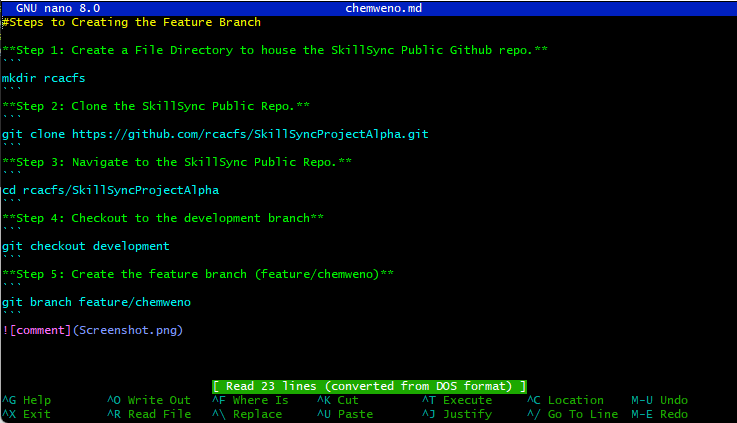 GNU nano 8.0 chemweno.md
#Steps to Creating the Feature Branch
**Step 1: Create a File Directory to house the SkillSync Public Github repo.**
```
mkdir rcacfs
```
**Step 2: Clone the SkillSync Public Repo.**
```
git clone https://github.com/rcacfs/SkillSyncProjectAlpha.git
```
**Step 3: Navigate to the SkillSync Public Repo.**
```
cd rcacfs/SkillSyncProjectAlpha
```
**Step 4: Checkout to the development branch**
```
git checkout development
```
**Step 5: Create the feature branch (feature/chemweno)**
```
git branch feature/chemweno
```
![comment](Screenshot.png)
[ Read 23 lines (converted from DOS format) ]
^G Help ^O Write Out ^F Where Is ^K Cut ^T Execute ^C Location M-U Undo
^X Exit ^R Read File ^\ Replace ^U Paste ^J Justify ^/ Go To Line M-E Redo